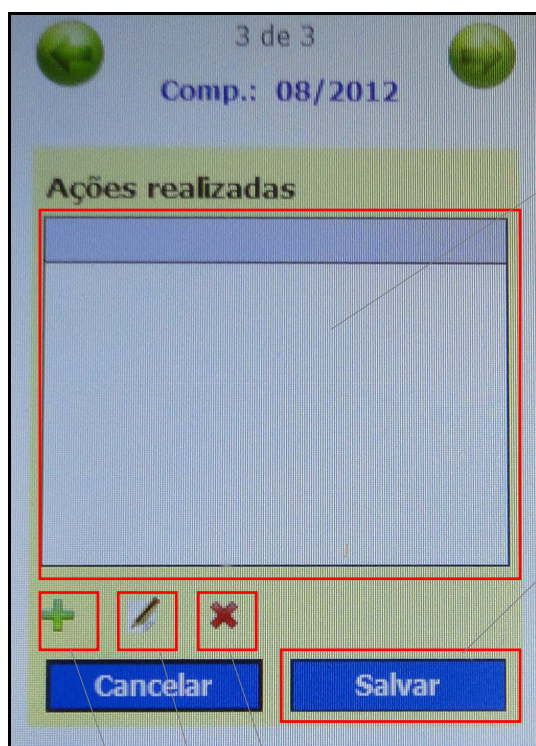 3 de 3
Comp.: 08/2012
Ações realizadas
Cancelar
Salvar